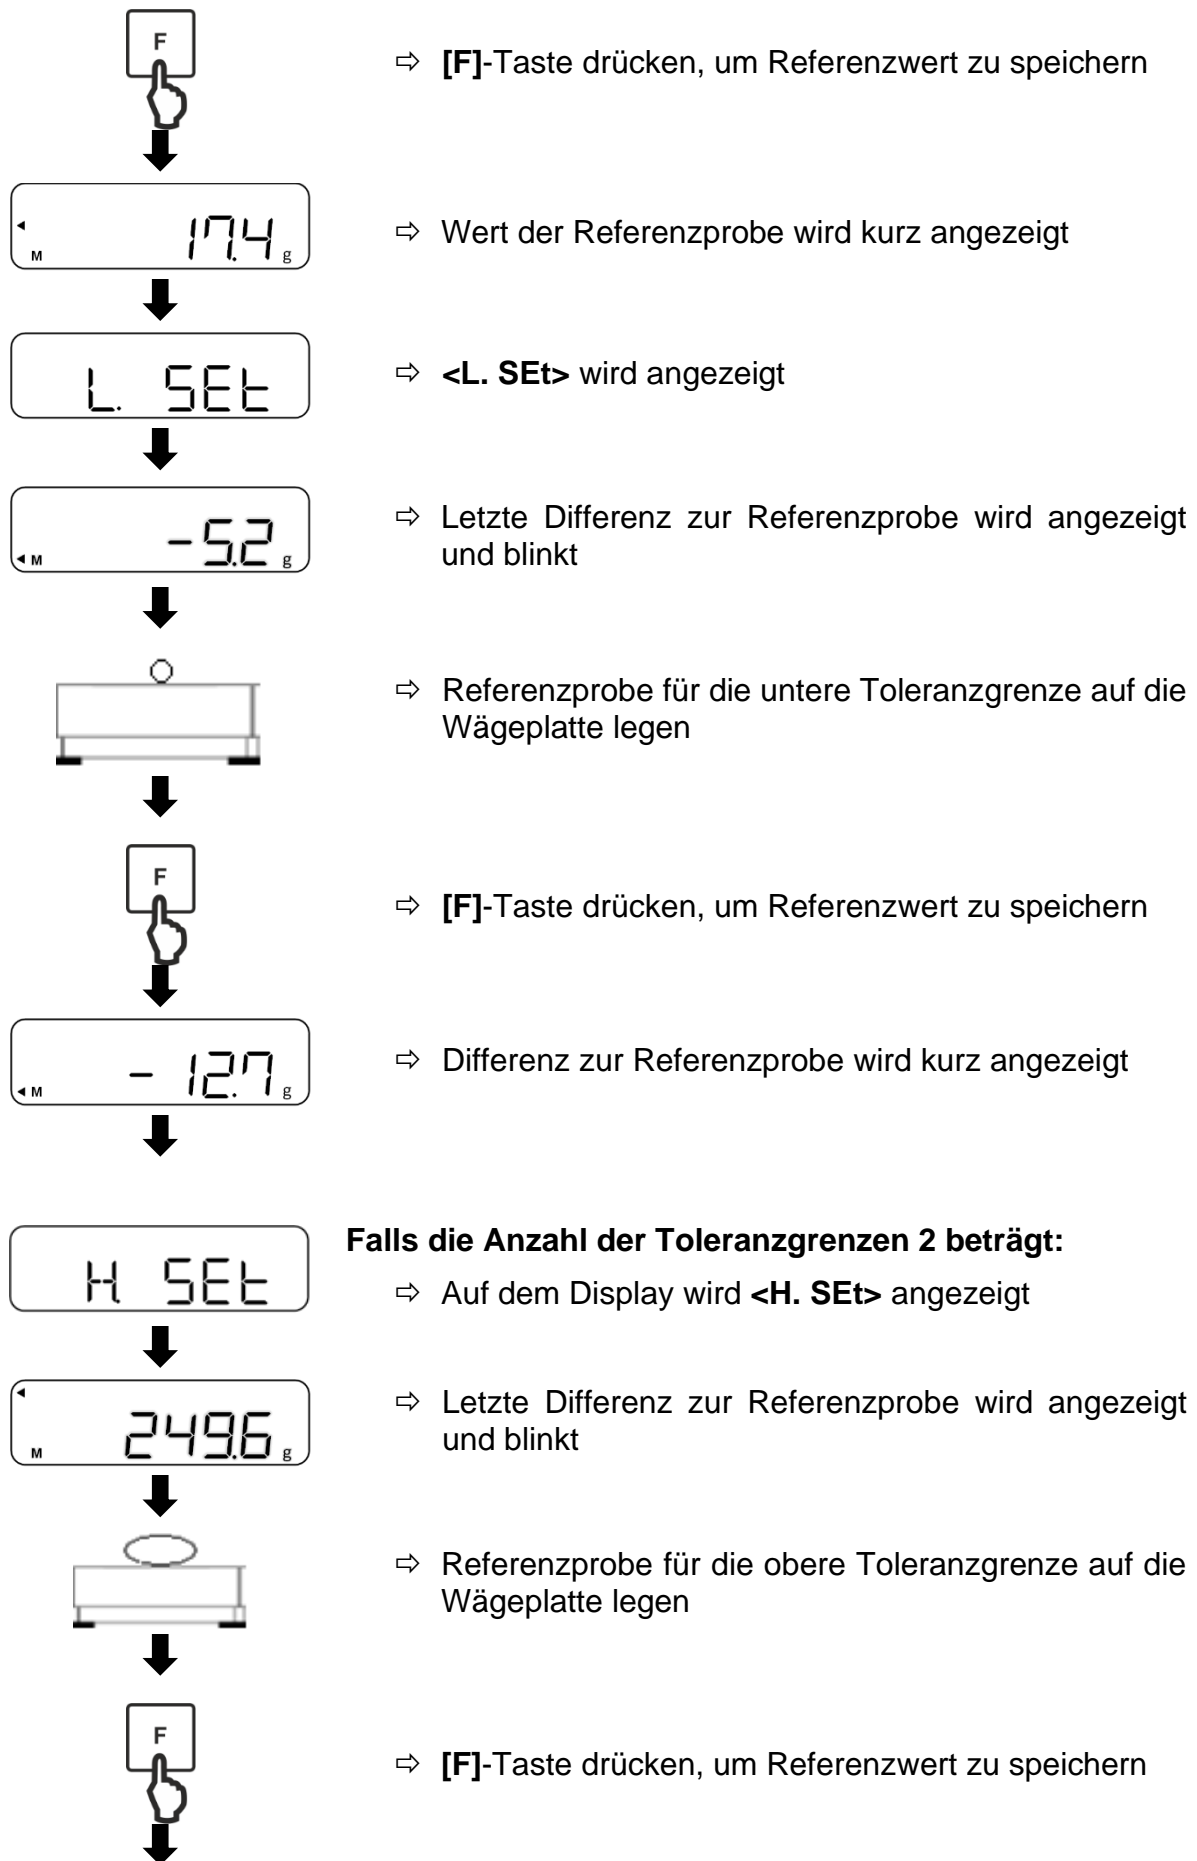 F
⇨ [F]-Taste drücken, um Referenzwert zu speichern
17.4 g
M
⇨ Wert der Referenzprobe wird kurz angezeigt
L. SEt
⇨ <L. SEt> wird angezeigt
-5.2 g
M
⇨ Letzte Differenz zur Referenzprobe wird angezeigt
und blinkt
⇨ Referenzprobe für die untere Toleranzgrenze auf die
Wägeplatte legen
F
⇨ [F]-Taste drücken, um Referenzwert zu speichern
- 12.7 g
M
⇨ Differenz zur Referenzprobe wird kurz angezeigt
Falls die Anzahl der Toleranzgrenzen 2 beträgt:
H. SEt
⇨ Auf dem Display wird <H. SEt> angezeigt
249.6 g
M
⇨ Letzte Differenz zur Referenzprobe wird angezeigt
und blinkt
⇨ Referenzprobe für die obere Toleranzgrenze auf die
Wägeplatte legen
F
⇨ [F]-Taste drücken, um Referenzwert zu speichern